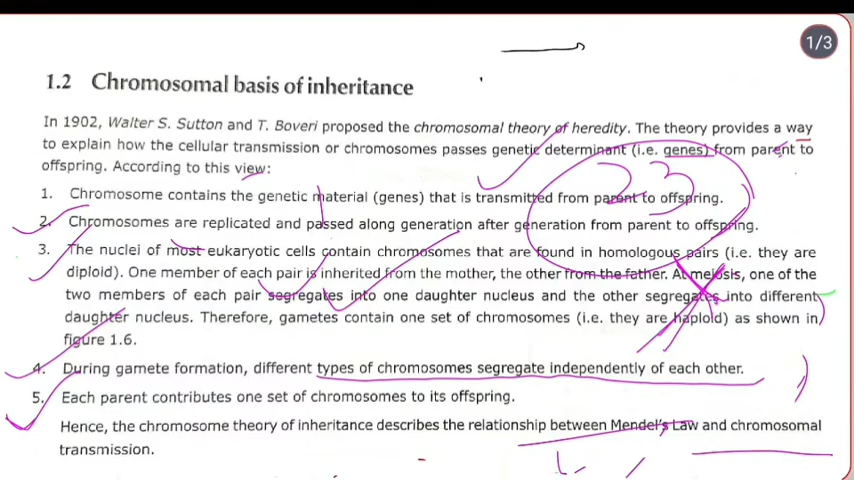 1/3
1.2 Chromosomal basis of inheritance
In 1902, Walter S. Sutton and T. Boveri proposed the chromosomal theory of heredity. The theory provides a way
to explain how the cellular transmission or chromosomes passes genetic determinant (i.e. genes) from parent to
offspring. According to this view:
1. Chromosome contains the genetic material (genes) that is transmitted from parent to offspring.
23
2. Chromosomes are replicated and passed along generation after generation from parent to offspring.
3. The nuclei of most eukaryotic cells contain chromosomes that are found in homologous pairs (i.e. they are
diploid). One member of each pair is inherited from the mother, the other from the father. At meiosis, one of the
two members of each pair segregates into one daughter nucleus and the other segregates into different
daughter nucleus. Therefore, gametes contain one set of chromosomes (i.e. they are haploid) as shown in
figure 1.6.
4. During gamete formation, different types of chromosomes segregate independently of each other.
5. Each parent contributes one set of chromosomes to its offspring.
Hence, the chromosome theory of inheritance describes the relationship between Mendel's Law and chromosomal
transmission.